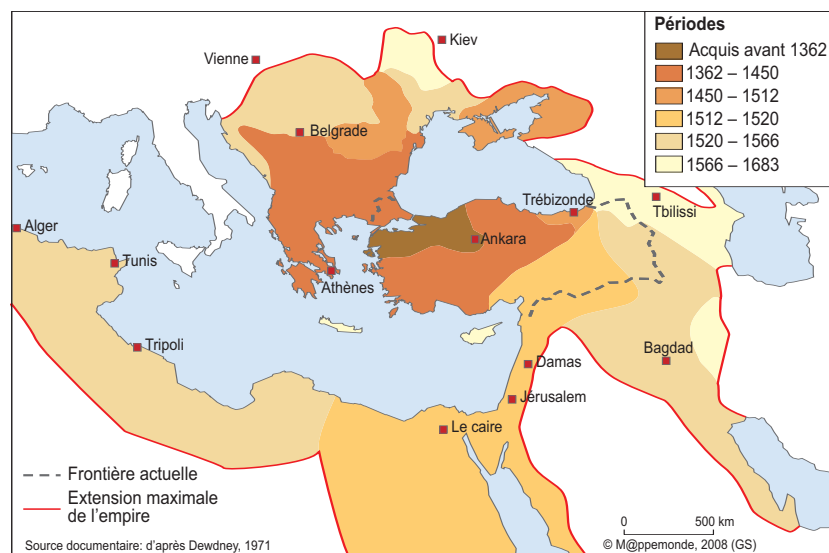 Périodes
Acquis avant 1362
1362 – 1450
1450 – 1512
1512 – 1520
1520 – 1566
1566 – 1683
Kiev
Vienne
Belgrade
Trébizonde
Tbilissi
Alger
Ankara
Tunis
Athènes
Tripoli
Bagdad
Damas
Jérusalem
Le caire
Frontière actuelle
Extension maximale
de l’empire
0 500 km
Source documentaire: d’après Dewdney, 1971
© M@ppemonde, 2008 (GS)